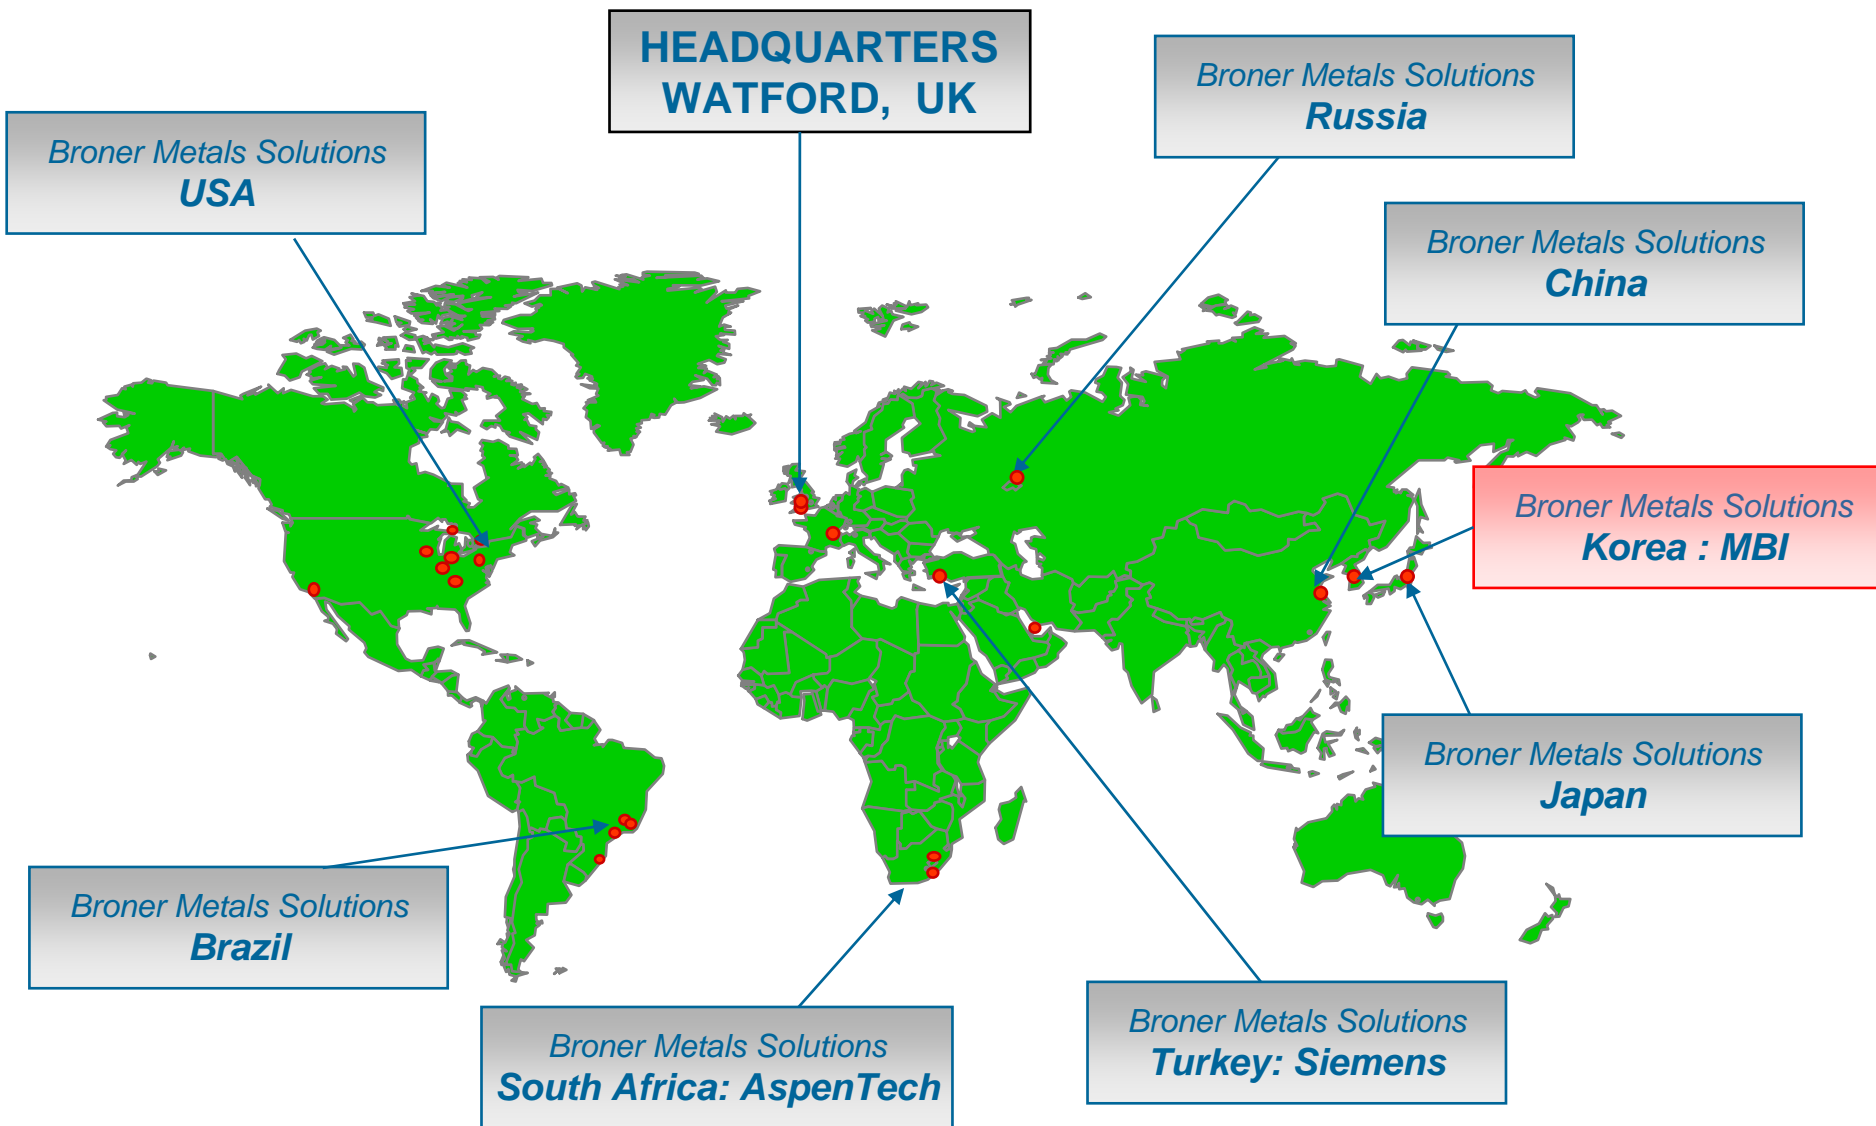 HEADQUARTERS
WATFORD, UK
Broner Metals Solutions
Russia
Broner Metals Solutions
USA
Broner Metals Solutions
China
Broner Metals Solutions
Korea : MBI
Broner Metals Solutions
Japan
Broner Metals Solutions
Brazil
Broner Metals Solutions
Turkey: Siemens
Broner Metals Solutions
South Africa: AspenTech